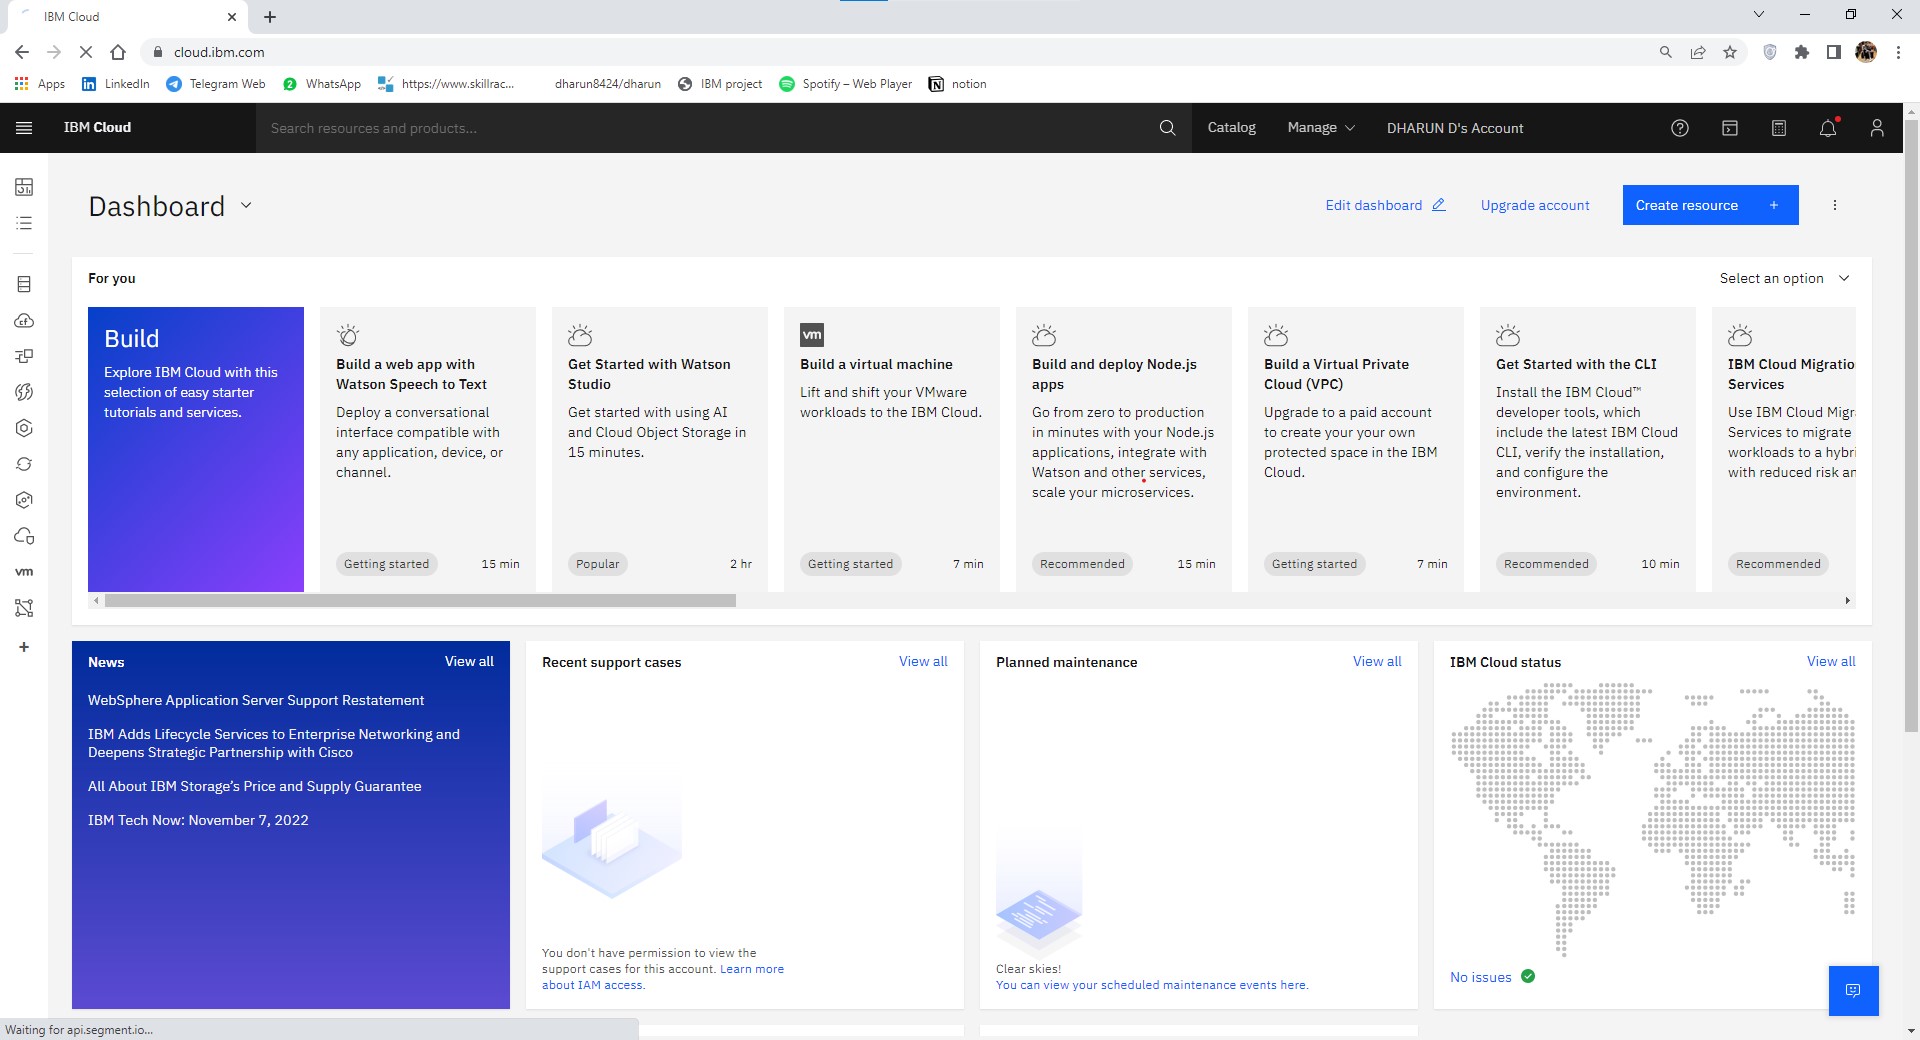 IBM Cloud
cloud.ibm.com
Apps
LinkedIn
Telegram Web
2
WhatsApp
https://www.skillrac...
dharun8424/dharun
IBM project
Spotify – Web Player
notion
IBM Cloud
Search resources and products...
Catalog
Manage
DHARUN D's Account
Dashboard
Edit dashboard
Upgrade account
Create resource +
For you
Select an option
Build
Explore IBM Cloud with this
selection of easy starter
tutorials and services.
Build a web app with
Watson Speech to Text
Deploy a conversational
interface compatible with
any application, device, or
channel.
Getting started
15 min
Get Started with Watson
Studio
Get started with using AI
and Cloud Object Storage in
15 minutes.
Popular
2 hr
vm
Build a virtual machine
Lift and shift your VMware
workloads to the IBM Cloud.
Getting started
7 min
Build and deploy Node.js
apps
Go from zero to production
in minutes with your Node.js
applications, integrate with
Watson and other services,
scale your microservices.
Recommended
15 min
Build a Virtual Private
Cloud (VPC)
Upgrade to a paid account
to create your your own
protected space in the IBM
Cloud.
Getting started
7 min
Get Started with the CLI
Install the IBM Cloud™
developer tools, which
include the latest IBM Cloud
CLI, verify the installation,
and configure the
environment.
Recommended
10 min
IBM Cloud Migratio
Services
Use IBM Cloud Migr
Services to migrate
workloads to a hybri
with reduced risk an
Recommended
vm
News
View all
WebSphere Application Server Support Restatement
IBM Adds Lifecycle Services to Enterprise Networking and
Deepens Strategic Partnership with Cisco
All About IBM Storage’s Price and Supply Guarantee
IBM Tech Now: November 7, 2022
Recent support cases
View all
You don't have permission to view the
support cases for this account. Learn more
about IAM access.
Planned maintenance
View all
Clear skies!
You can view your scheduled maintenance events here.
IBM Cloud status
View all
No issues
Waiting for api.segment.io...